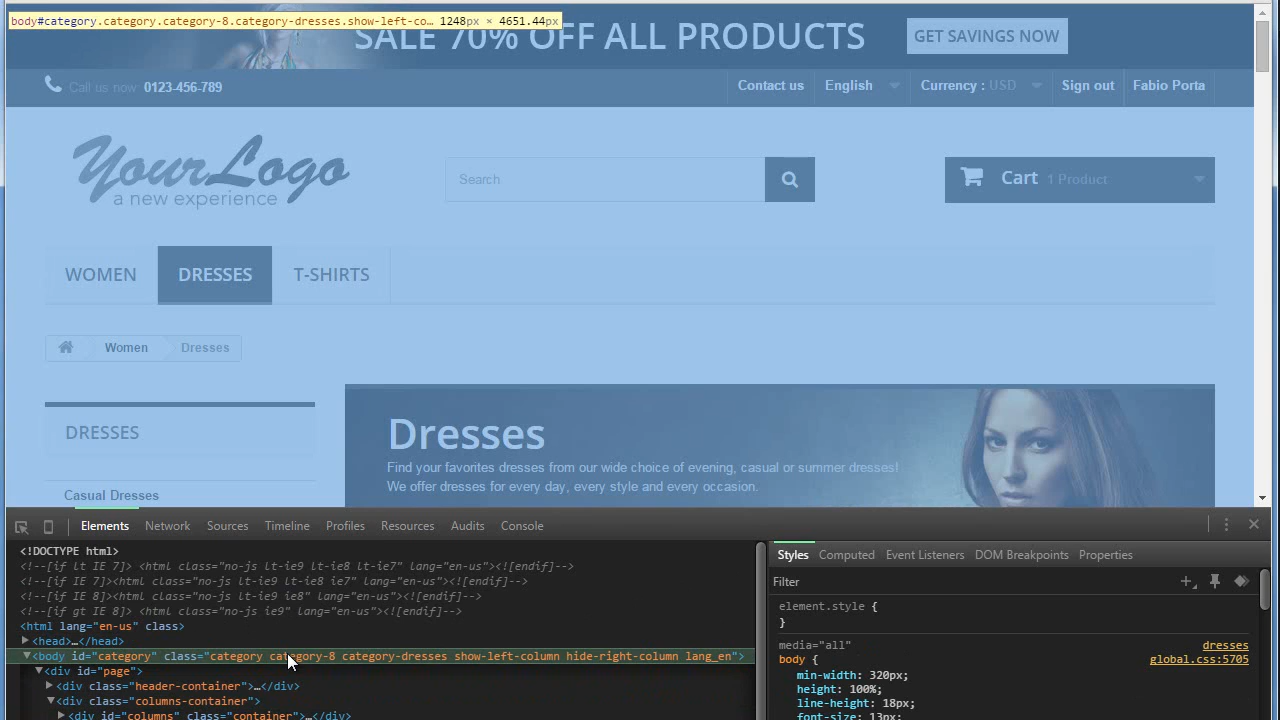 body#category.category.category-8.category-dresses.show-left-co… 1248px × 4651.44px
SALE 70% OFF ALL PRODUCTS GET SAVINGS NOW
Call us now: 0123-456-789 Contact us English Currency : USD Sign out Fabio Porta
YourLogo
a new experience
Search
Cart 1 Product
WOMEN DRESSES T-SHIRTS
Women Dresses
DRESSES
Casual Dresses
Dresses
Find your favorites dresses from our wide choice of evening, casual or summer dresses!
We offer dresses for every day, every style and every occasion.
Elements Network Sources Timeline Profiles Resources Audits Console
<!DOCTYPE html>
<!--[if lt IE 7]> <html class="no-js lt-ie9 lt-ie8 lt-ie7" lang="en-us"><![endif]-->
<!--[if IE 7]><html class="no-js lt-ie9 lt-ie8 ie7" lang="en-us"><![endif]-->
<!--[if IE 8]><html class="no-js lt-ie9 ie8" lang="en-us"><![endif]-->
<!--[if gt IE 8]> <html class="no-js ie9" lang="en-us"><![endif]-->
<html lang="en-us" class>
<head>…</head>
<body id="category" class="category category-8 category-dresses show-left-column hide-right-column lang_en">
<div id="page">
<div class="header-container">…</div>
<div class="columns-container">
<div id="columns" class="container">…</div>
Styles Computed Event Listeners DOM Breakpoints Properties
Filter
element.style {
}
media="all" dresses
body { global.css:5705
min-width: 320px;
height: 100%;
line-height: 18px;
font-size: 13px;